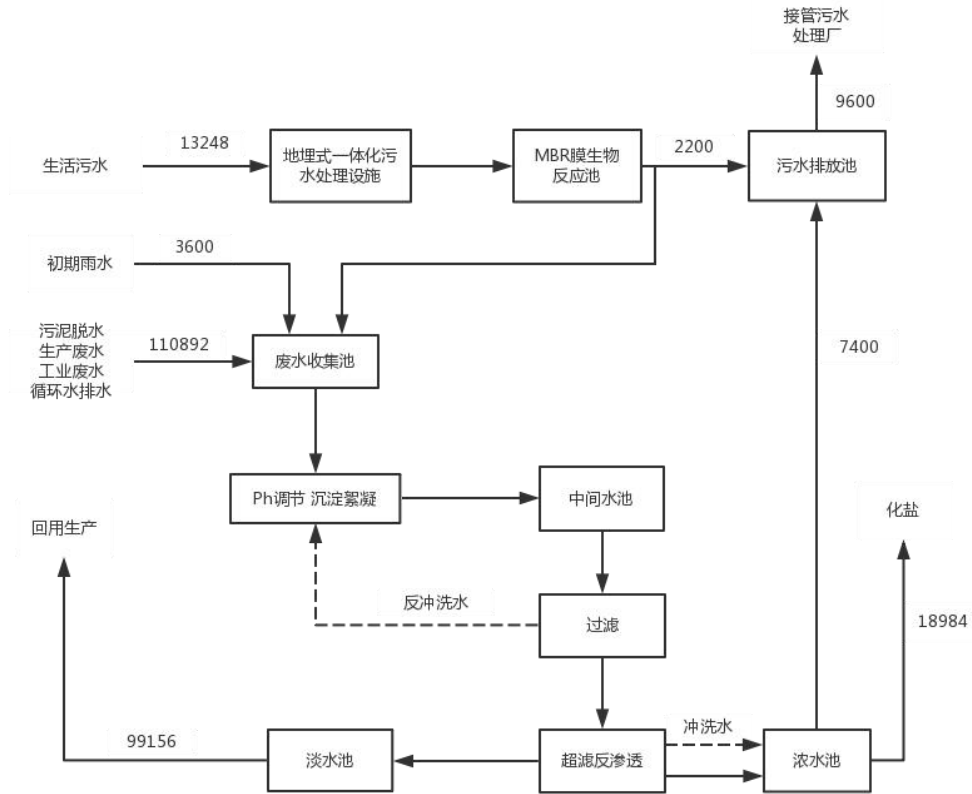 接管污水
处理厂
9600
13248
生活污水
地埋式一体化污
水处理设施
MBR膜生物
反应池
2200
污水排放池
3600
初期雨水
污泥脱水
生产废水
工业废水
循环水排水
110892
废水收集池
7400
Ph调节 沉淀絮凝
中间水池
化盐
回用生产
反冲洗水
过滤
18984
99156
淡水池
超滤反渗透
冲洗水
浓水池